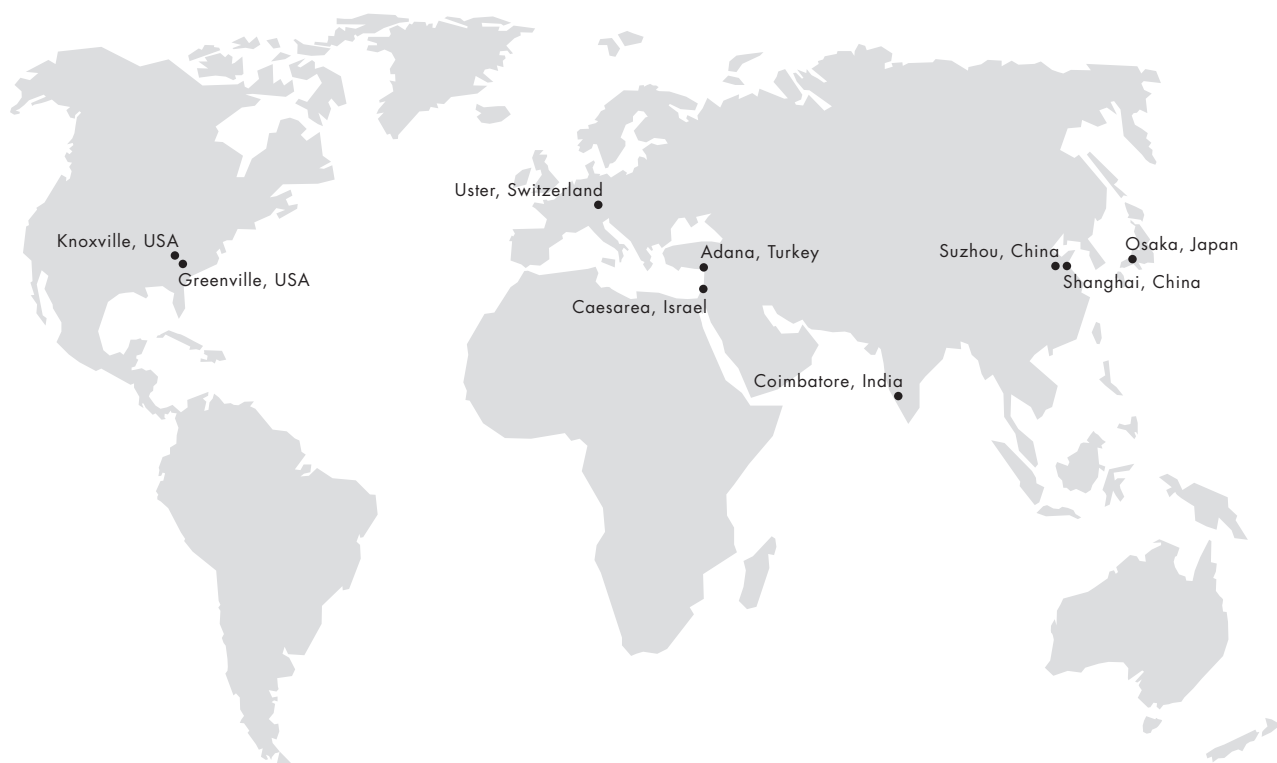 Uster, Switzerland
Knoxville, USA
Greenville, USA
Adana, Turkey
Caesarea, Israel
Suzhou, China
Osaka, Japan
Shanghai, China
Coimbatore, India